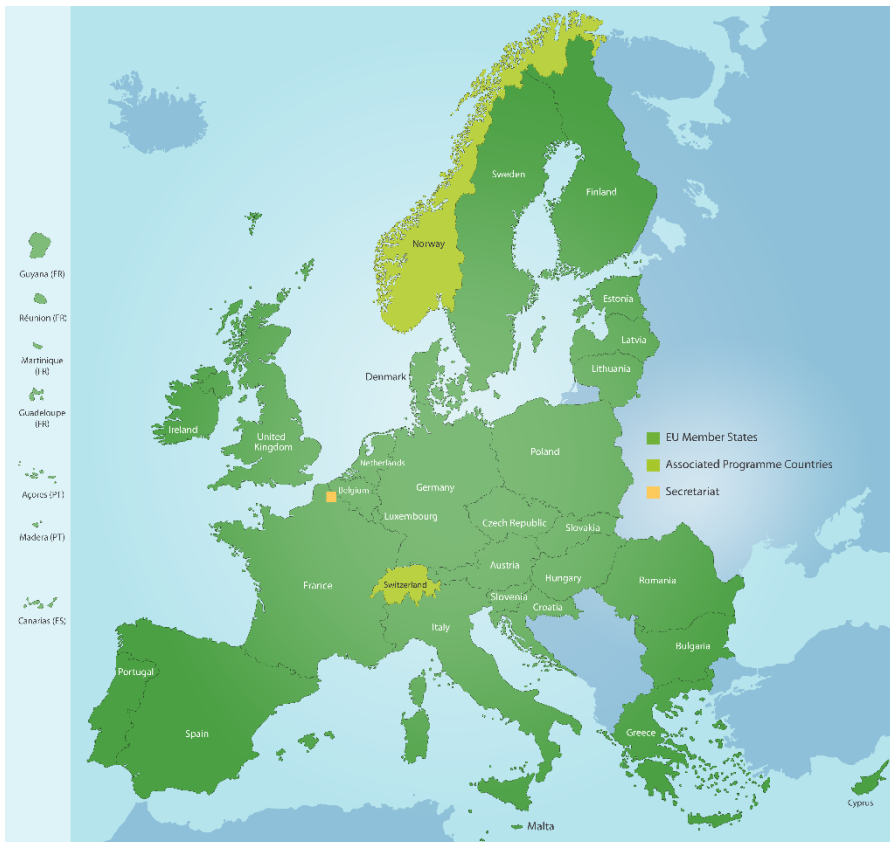 Guyana (FR)
Réunion (FR)
Martinique
(FR)
Guadeloupe
(FR)
Açores (PT)
Madera (PT)
Canarias (ES)
Norway
Sweden
Finland
Estonia
Latvia
Lithuania
Denmark
Ireland
United
Kingdom
Netherlands
Belgium
Luxembourg
Germany
Poland
Czech Republic
Slovakia
France
Switzerland
Austria
Hungary
Slovenia
Croatia
Romania
Italy
Bulgaria
Portugal
Spain
Greece
Malta
Cyprus
EU Member States
Associated Programme Countries
Secretariat